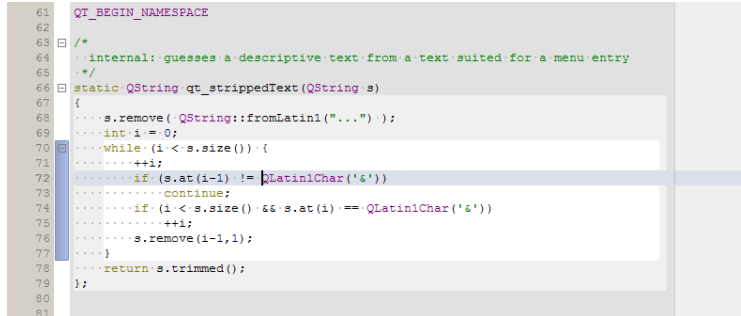 61 QT_BEGIN_NAMESPACE
62
63 /*
64   internal: guesses a descriptive text from a text suited for a menu entry
65  */
66 static QString qt_strippedText(QString s)
67 {
68     s.remove( QString::fromLatin1("...") );
69     int i = 0;
70     while (i < s.size()) {
71         ++i;
72         if (s.at(i-1) != QLatin1Char('&'))
73             continue;
74         if (i < s.size() && s.at(i) == QLatin1Char('&'))
75             ++i;
76         s.remove(i-1,1);
77     }
78     return s.trimmed();
79 };
80
81